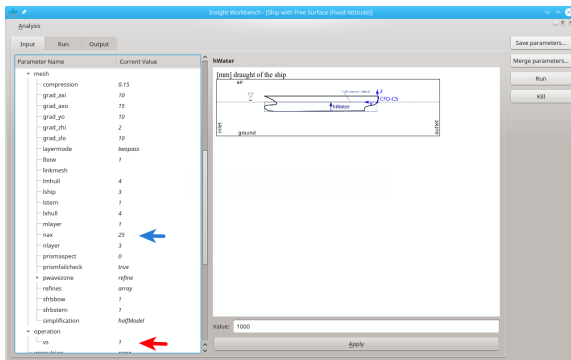 Insight Workbench - [Ship with Free Surface (Fixed Attitude)]
Analysis
Input Run Output
Parameter Name Current Value
mesh
compression 0.15
grad_axi 10
grad_axo 15
grad_yo 10
grad_zhi 2
grad_zlo 10
layermode twopass
lbow 1
linkmesh
lmhull 4
lship 3
lstern 1
lxhull 4
mlayer 1
nax 25
nlayer 3
prismaspect 0
prismfailcheck true
pwavezone refine
refines array
sfrbbow 1
sfrbstern 1
simplification halfModel
operation
vs 1
propulsion none
hWater
[mm] draught of the ship
air
z
CFD-CS
hWater
inlet
ground
outlet
Value: 1000
Apply
Save parameters...
Merge parameters...
Run
Kill